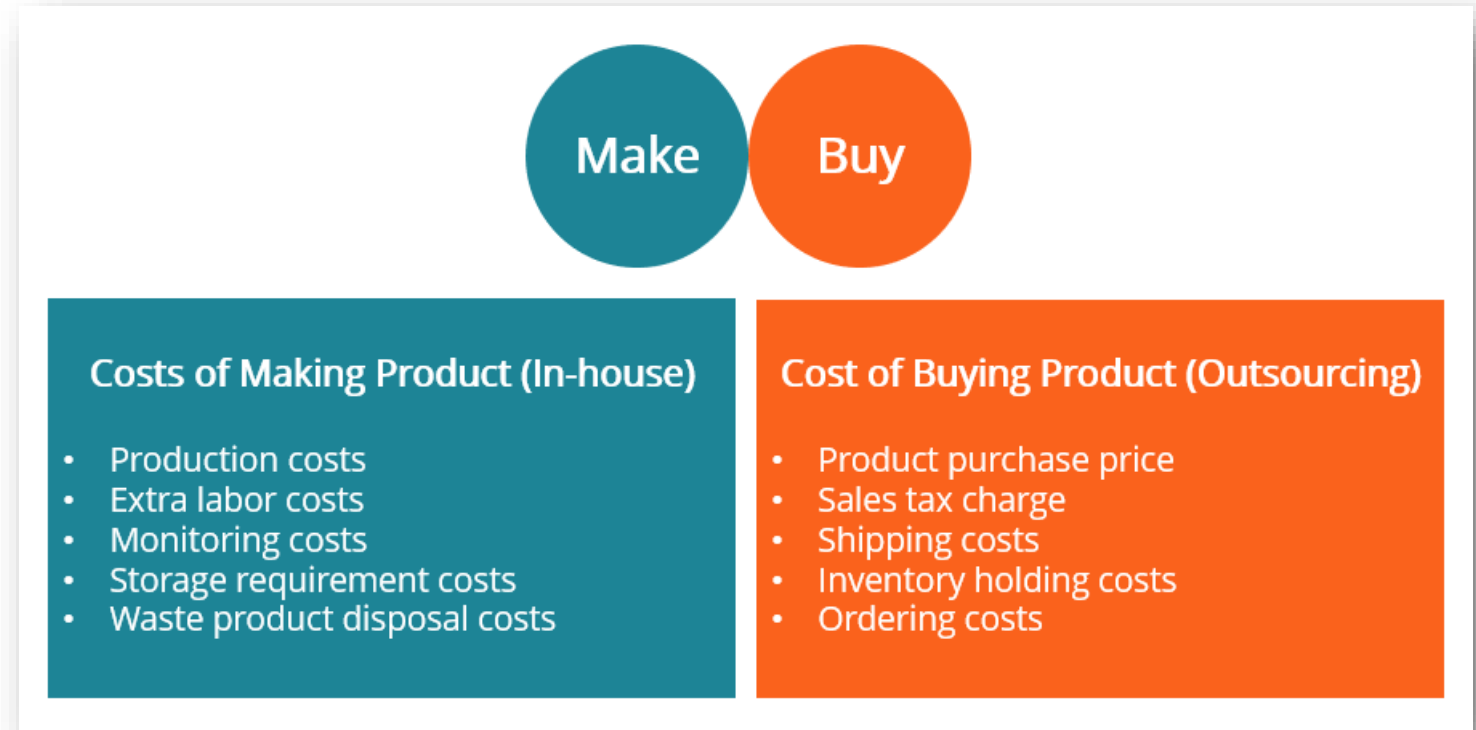 Make
Buy
Costs of Making Product (In-house)
• Production costs
• Extra labor costs
• Monitoring costs
• Storage requirement costs
• Waste product disposal costs
Cost of Buying Product (Outsourcing)
• Product purchase price
• Sales tax charge
• Shipping costs
• Inventory holding costs
• Ordering costs